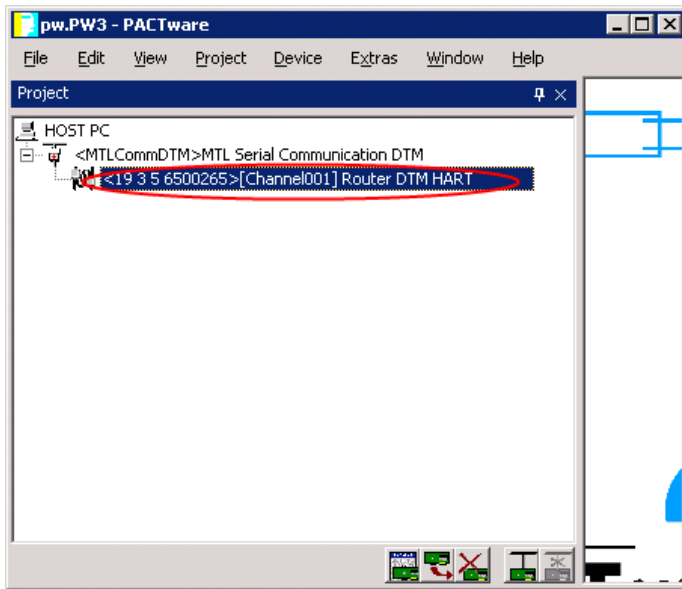 pw.PW3 - PACTware
File Edit View Project Device Extras Window Help
Project
HOST PC
<MTLCommDTM>MTL Serial Communication DTM
<19 3 5 6500265>[Channel001] Router DTM HART